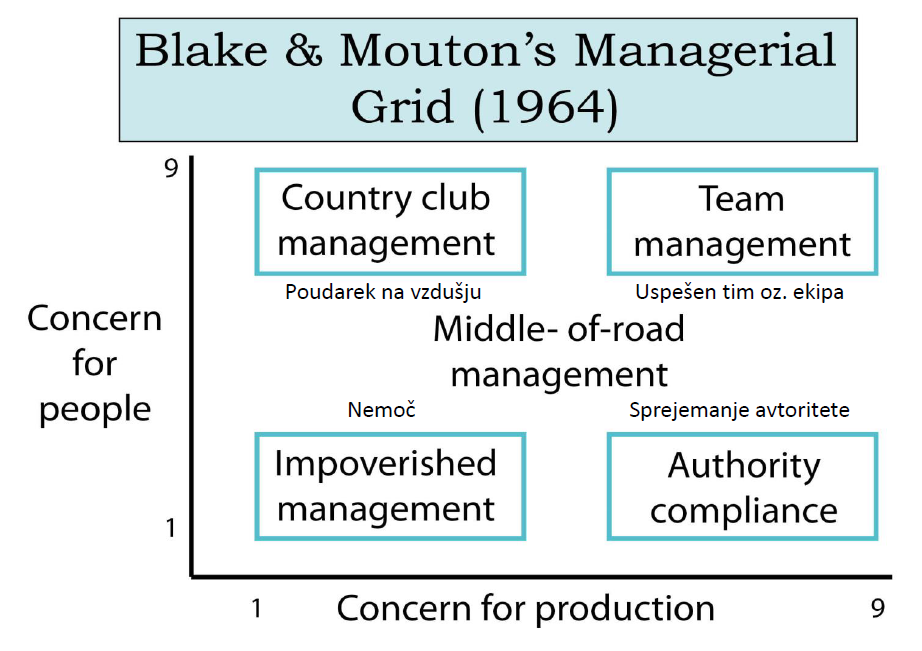 Blake & Mouton's Managerial
Grid (1964)
9
Country club
management
Team
management
Poudarek na vzdušju
Uspešen tim oz. ekipa
Concern
for
people
Middle- of-road
management
Nemoč
Sprejemanje avtoritete
Impoverished
management
Authority
compliance
1
1
Concern for production
9